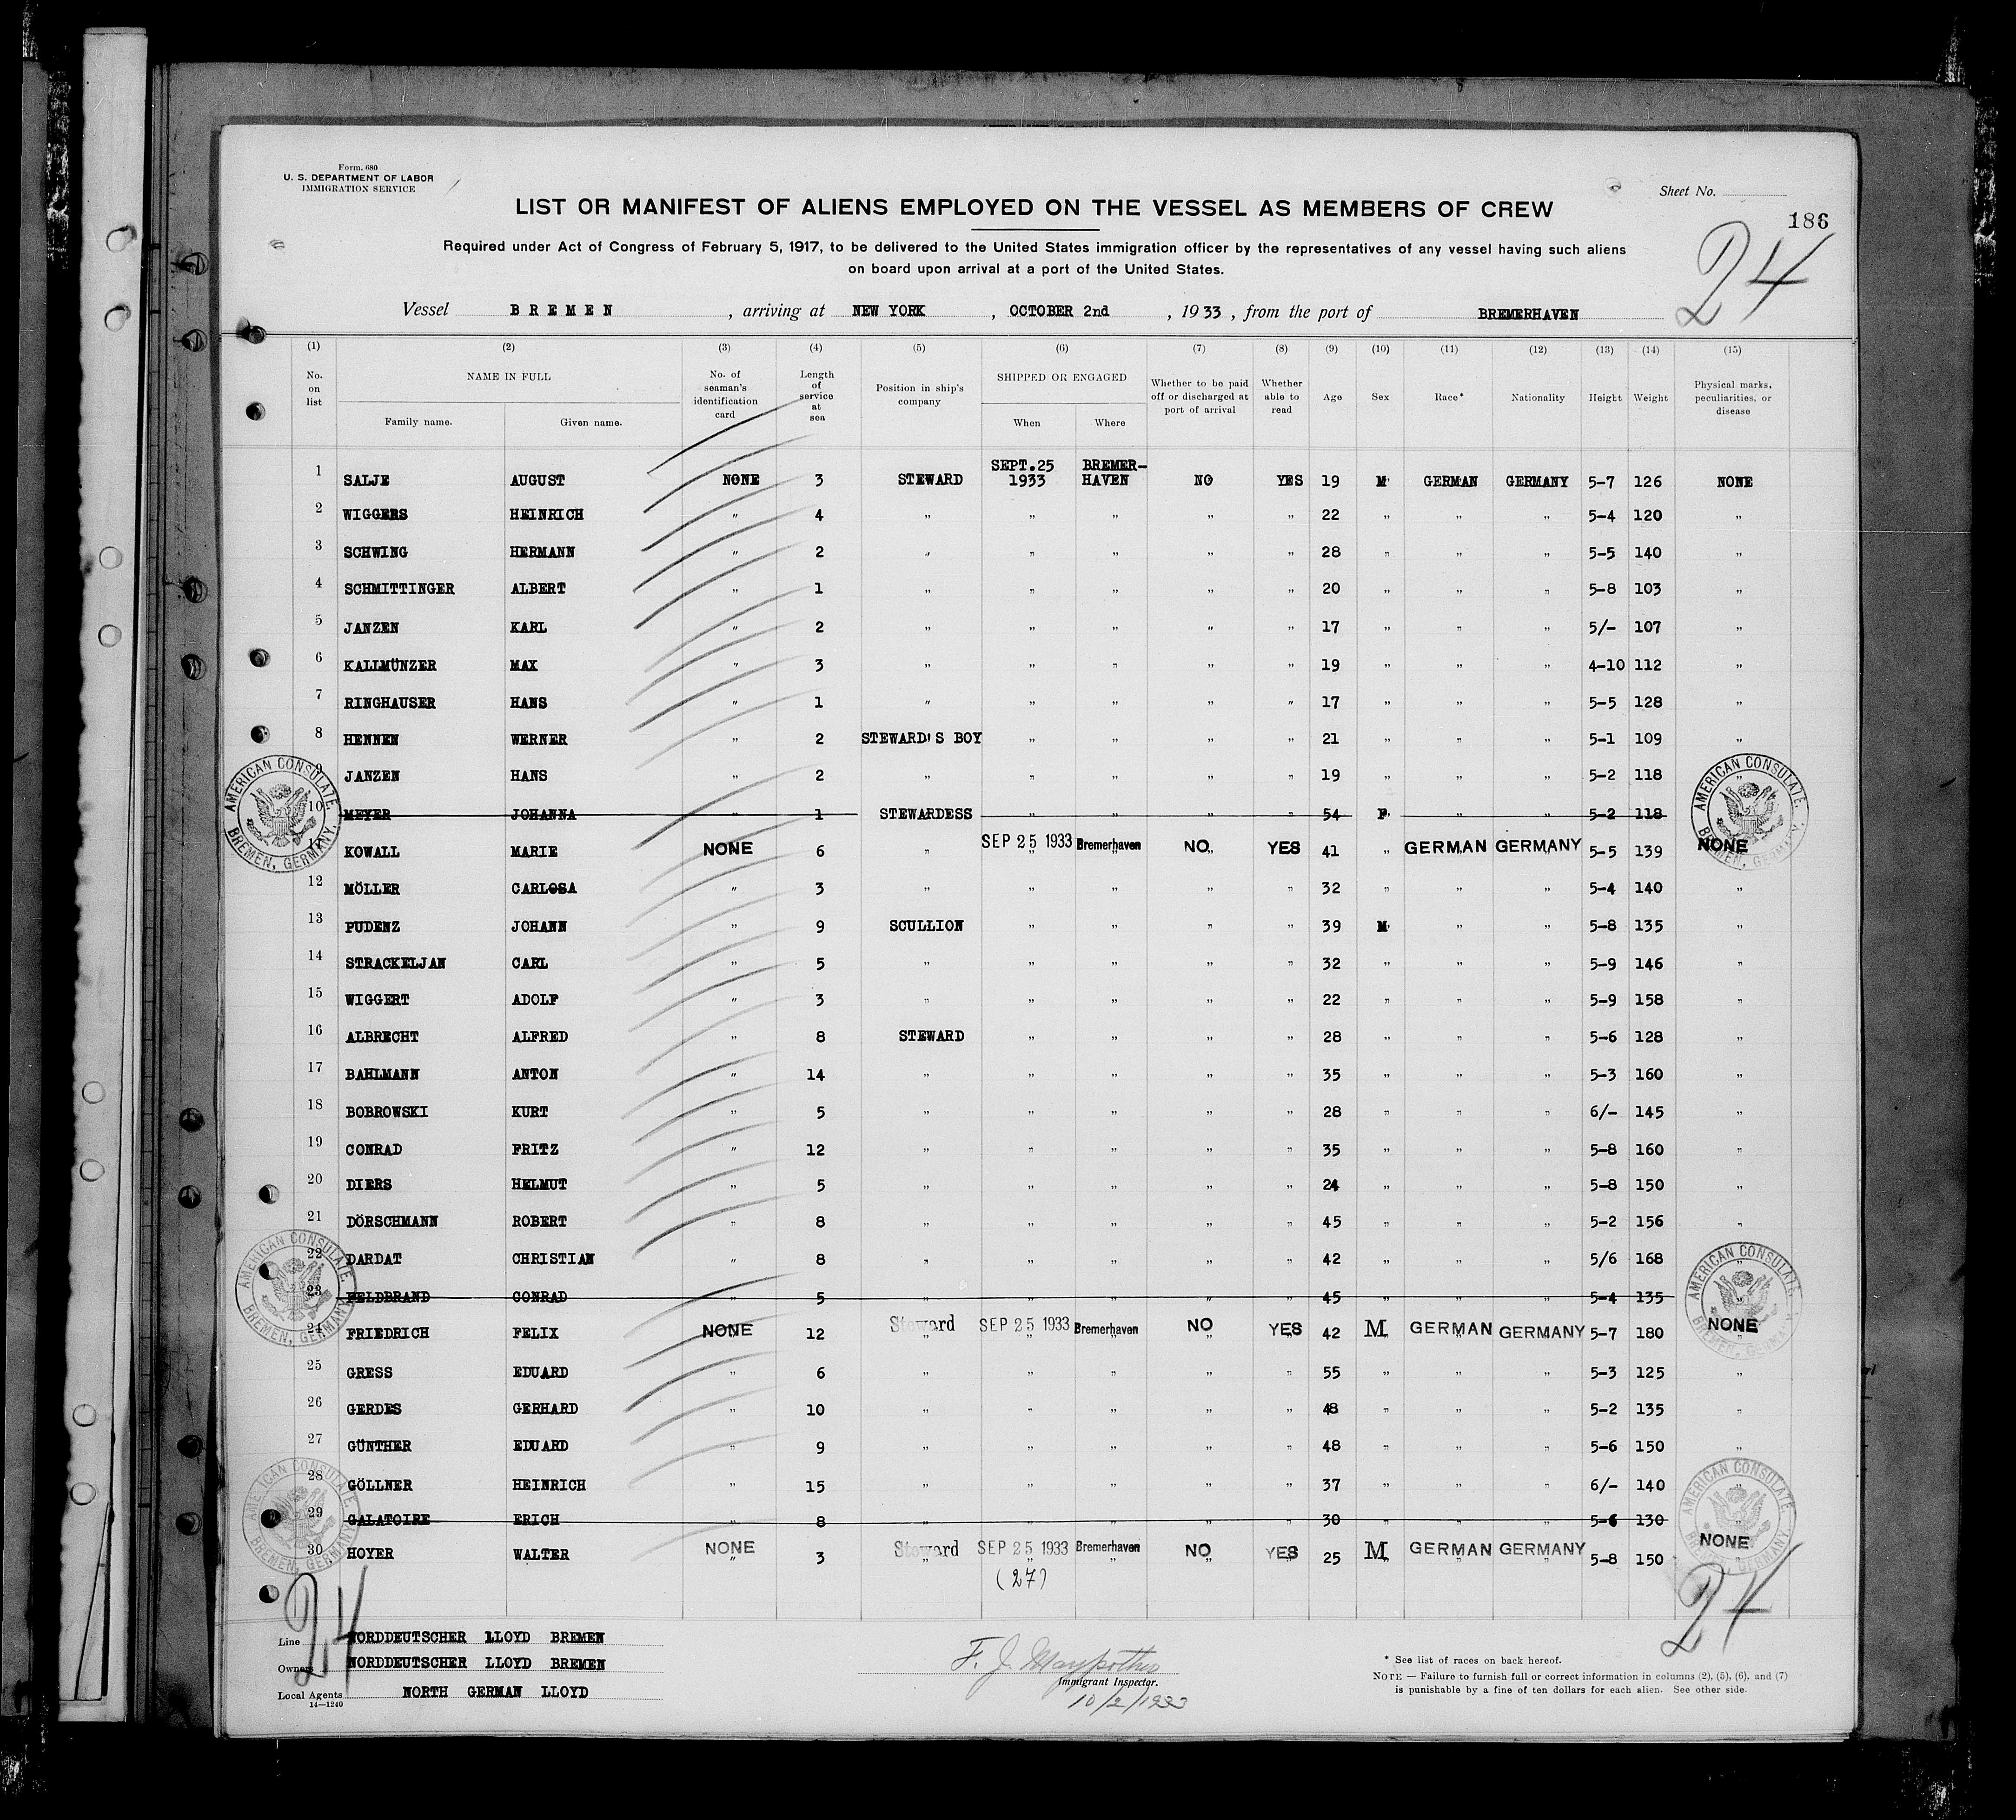 Form. 680
U. S. DEPARTMENT OF LABOR
IMMIGRATION SERVICE
Sheet No.
LIST OR MANIFEST OF ALIENS EMPLOYED ON THE VESSEL AS MEMBERS OF CREW
186
Required under Act of Congress of February 5, 1917, to be delivered to the United States immigration officer by the representatives of any vessel having such aliens
on board upon arrival at a port of the United States.
24
Vessel BREMEN, arriving at NEW YORK, OCTOBER 2nd, 1933, from the port of BREMERHAVEN
(1) (2) (3) (4) (5) (6) (7) (8) (9) (10) (11) (12) (13) (14) (15)
No. on list NAME IN FULL Family name. Given name. No. of seaman's identification card Length of service at sea Position in ship's company SHIPPED OR ENGAGED When Where Whether to be paid off or discharged at port of arrival Whether able to read Age Sex Race* Nationality Height Weight Physical marks, peculiarities, or disease
1 SALJE AUGUST NONE 3 STEWARD SEPT.25 1933 BREMER-HAVEN NO YES 19 M GERMAN GERMANY 5-7 126 NONE
2 WIGGERS HEINRICH " 4 " " " " " 22 " " " 5-4 120 "
3 SCHWING HERMANN " 2 " " " " " 28 " " " 5-5 140 "
4 SCHMITTINGER ALBERT " 1 " " " " " 20 " " " 5-8 103 "
5 JANZEN KARL " 2 " " " " " 17 " " " 5/- 107 "
6 KALLMÜNZER MAX " 3 " " " " " 19 " " " 4-10 112 "
7 RINGHAUSER HANS " 1 " " " " " 17 " " " 5-5 128 "
8 HENNEN WERNER " 2 STEWARD'S BOY " " " " 21 " " " 5-1 109 "
9 JANZEN HANS " 2 " " " " " 19 " " " 5-2 118 "
10 MEYER JOHANNA " 1 STEWARDESS " " " " 54 F " " 5-2 118
11 KOWALL MARIE NONE 6 " SEP 25 1933 Bremerhaven NO YES 41 " GERMAN GERMANY 5-5 139 NONE
12 MÖLLER CARLOSA " 3 " " " " " 32 " " " 5-4 140 "
13 PUDENZ JOHANN " 9 SCULLION " " " " 39 M " " 5-8 135 "
14 STRACKELJAN CARL " 5 " " " " " 32 " " " 5-9 146 "
15 WIGGERT ADOLF " 3 " " " " " 22 " " " 5-9 158 "
16 ALBRECHT ALFRED " 8 STEWARD " " " " 28 " " " 5-6 128 "
17 BAHLMANN ANTON " 14 " " " " " 35 " " " 5-3 160 "
18 BOBROWSKI KURT " 5 " " " " " 28 " " " 6/- 145 "
19 CONRAD FRITZ " 12 " " " " " 35 " " " 5-8 160 "
20 DIERS HELMUT " 5 " " " " " 24 " " " 5-8 150 "
21 DÖRSCHMANN ROBERT " 8 " " " " " 45 " " " 5-2 156 "
22 DARDAT CHRISTIAN " 8 " " " " " 42 " " " 5/6 168 "
23 FELDBRAND CONRAD " 5 " " " " " 45 " " " 5-4 135 "
24 FRIEDRICH FELIX NONE 12 Steward SEP 25 1933 Bremerhaven NO YES 42 M GERMAN GERMANY 5-7 180 NONE
25 GRESS EDUARD " 6 " " " " " 55 " " " 5-3 125 "
26 GERDES GERHARD " 10 " " " " " 48 " " " 5-2 135 "
27 GÜNTHER EDUARD " 9 " " " " " 48 " " " 5-6 150 "
28 GÖLLNER HEINRICH " 15 " " " " " 37 " " " 6/- 140 "
29 GALATOIRE ERICH " 8 " " " " " 30 " " " 5-6 130 "
30 HOYER WALTER NONE 3 Steward SEP 25 1933 Bremerhaven NO YES 25 M GERMAN GERMANY 5-8 150 NONE
(27)
AMERICAN CONSULATE, BREMEN, GERMANY.
AMERICAN CONSULATE, BREMEN, GERMANY.
AMERICAN CONSULATE, BREMEN, GERMANY.
AMERICAN CONSULATE, BREMEN, GERMANY.
AMERICAN CONSULATE, BREMEN, GERMANY.
AMERICAN CONSULATE, BREMEN, GERMANY.
24
24
Line NORDDEUTSCHER LLOYD BREMEN
Owners NORDDEUTSCHER LLOYD BREMEN
Local Agents NORTH GERMAN LLOYD
14—1240
F. J.
Immigrant Inspector.
10/2/1933
* See list of races on back hereof.
NOTE — Failure to furnish full or correct information in columns (2), (5), (6), and (7)
is punishable by a fine of ten dollars for each alien. See other side.